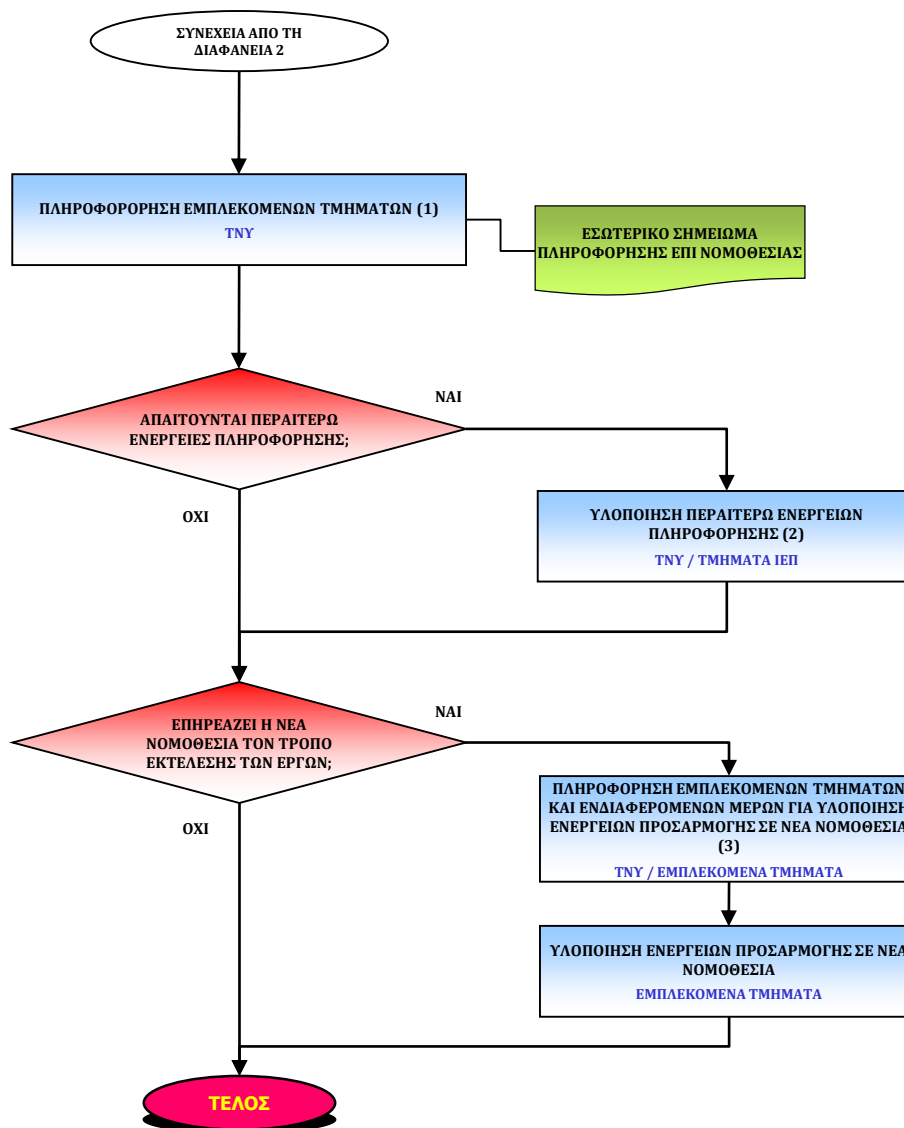 ΣΥΝΕΧΕΙΑ ΑΠΟ ΤΗ
ΔΙΑΦΑΝΕΙΑ 2
ΠΛΗΡΟΦΟΡΟΡΗΣΗ ΕΜΠΛΕΚΟΜΕΝΩΝ ΤΜΗΜΑΤΩΝ (1)
ΤΝΥ
ΕΣΩΤΕΡΙΚΟ ΣΗΜΕΙΩΜΑ
ΠΛΗΡΟΦΟΡΗΣΗΣ ΕΠΙ ΝΟΜΟΘΕΣΙΑΣ
ΑΠΑΙΤΟΥΝΤΑΙ ΠΕΡΑΙΤΕΡΩ
ΕΝΕΡΓΕΙΕΣ ΠΛΗΡΟΦΟΡΗΣΗΣ;
ΝΑΙ
ΟΧΙ
ΥΛΟΠΟΙΗΣΗ ΠΕΡΑΙΤΕΡΩ ΕΝΕΡΓΕΙΩΝ
ΠΛΗΡΟΦΟΡΗΣΗΣ (2)
ΤΝΥ / ΤΜΗΜΑΤΑ ΙΕΠ
ΕΠΗΡΕΑΖΕΙ Η ΝΕΑ
ΝΟΜΟΘΕΣΙΑ ΤΟΝ ΤΡΟΠΟ
ΕΚΤΕΛΕΣΗΣ ΤΩΝ ΕΡΓΩΝ;
ΝΑΙ
ΟΧΙ
ΠΛΗΡΟΦΟΡΗΣΗ ΕΜΠΛΕΚΟΜΕΝΩΝ ΤΜΗΜΑΤΩΝ
ΚΑΙ ΕΝΔΙΑΦΕΡΟΜΕΝΩΝ ΜΕΡΩΝ ΓΙΑ ΥΛΟΠΟΙΗΣΗ
ΕΝΕΡΓΕΙΩΝ ΠΡΟΣΑΡΜΟΓΗΣ ΣΕ ΝΕΑ ΝΟΜΟΘΕΣΙΑ
(3)
ΤΝΥ / ΕΜΠΛΕΚΟΜΕΝΑ ΤΜΗΜΑΤΑ
ΥΛΟΠΟΙΗΣΗ ΕΝΕΡΓΕΙΩΝ ΠΡΟΣΑΡΜΟΓΗΣ ΣΕ ΝΕΑ
ΝΟΜΟΘΕΣΙΑ
ΕΜΠΛΕΚΟΜΕΝΑ ΤΜΗΜΑΤΑ
ΤΕΛΟΣ